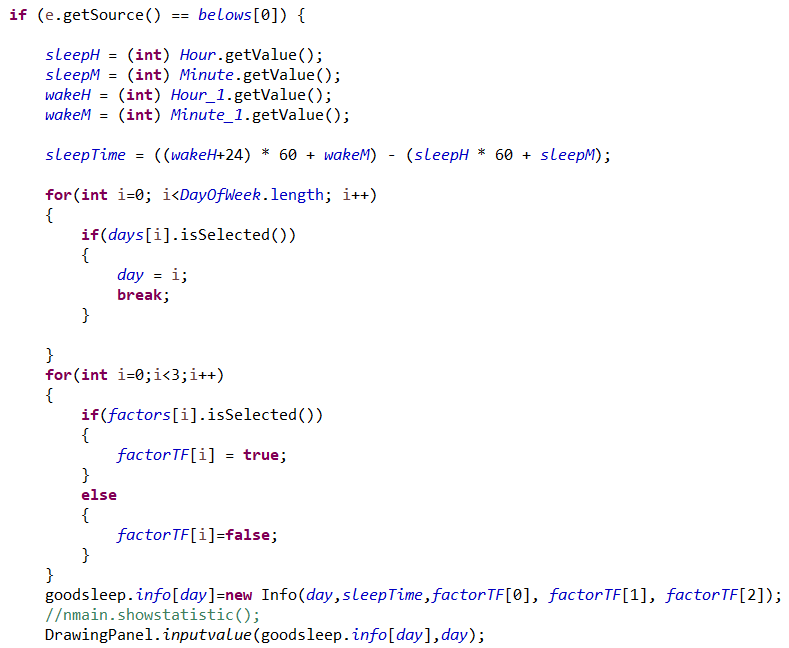 if (e.getSource() == belows[0]) {
sleepH = (int) Hour.getValue();
sleepM = (int) Minute.getValue();
wakeH = (int) Hour_1.getValue();
wakeM = (int) Minute_1.getValue();
sleepTime = ((wakeH+24) * 60 + wakeM) - (sleepH * 60 + sleepM);
for(int i=0; i<DayOfWeek.length; i++)
{
if(days[i].isSelected())
{
day = i;
break;
}
}
for(int i=0;i<3;i++)
{
if(factors[i].isSelected())
{
factorTF[i] = true;
}
else
{
factorTF[i]=false;
}
}
goodsleep.info[day]=new Info(day,sleepTime,factorTF[0], factorTF[1], factorTF[2]);
//nmain.showstatistic();
DrawingPanel.inputvalue(goodsleep.info[day],day);